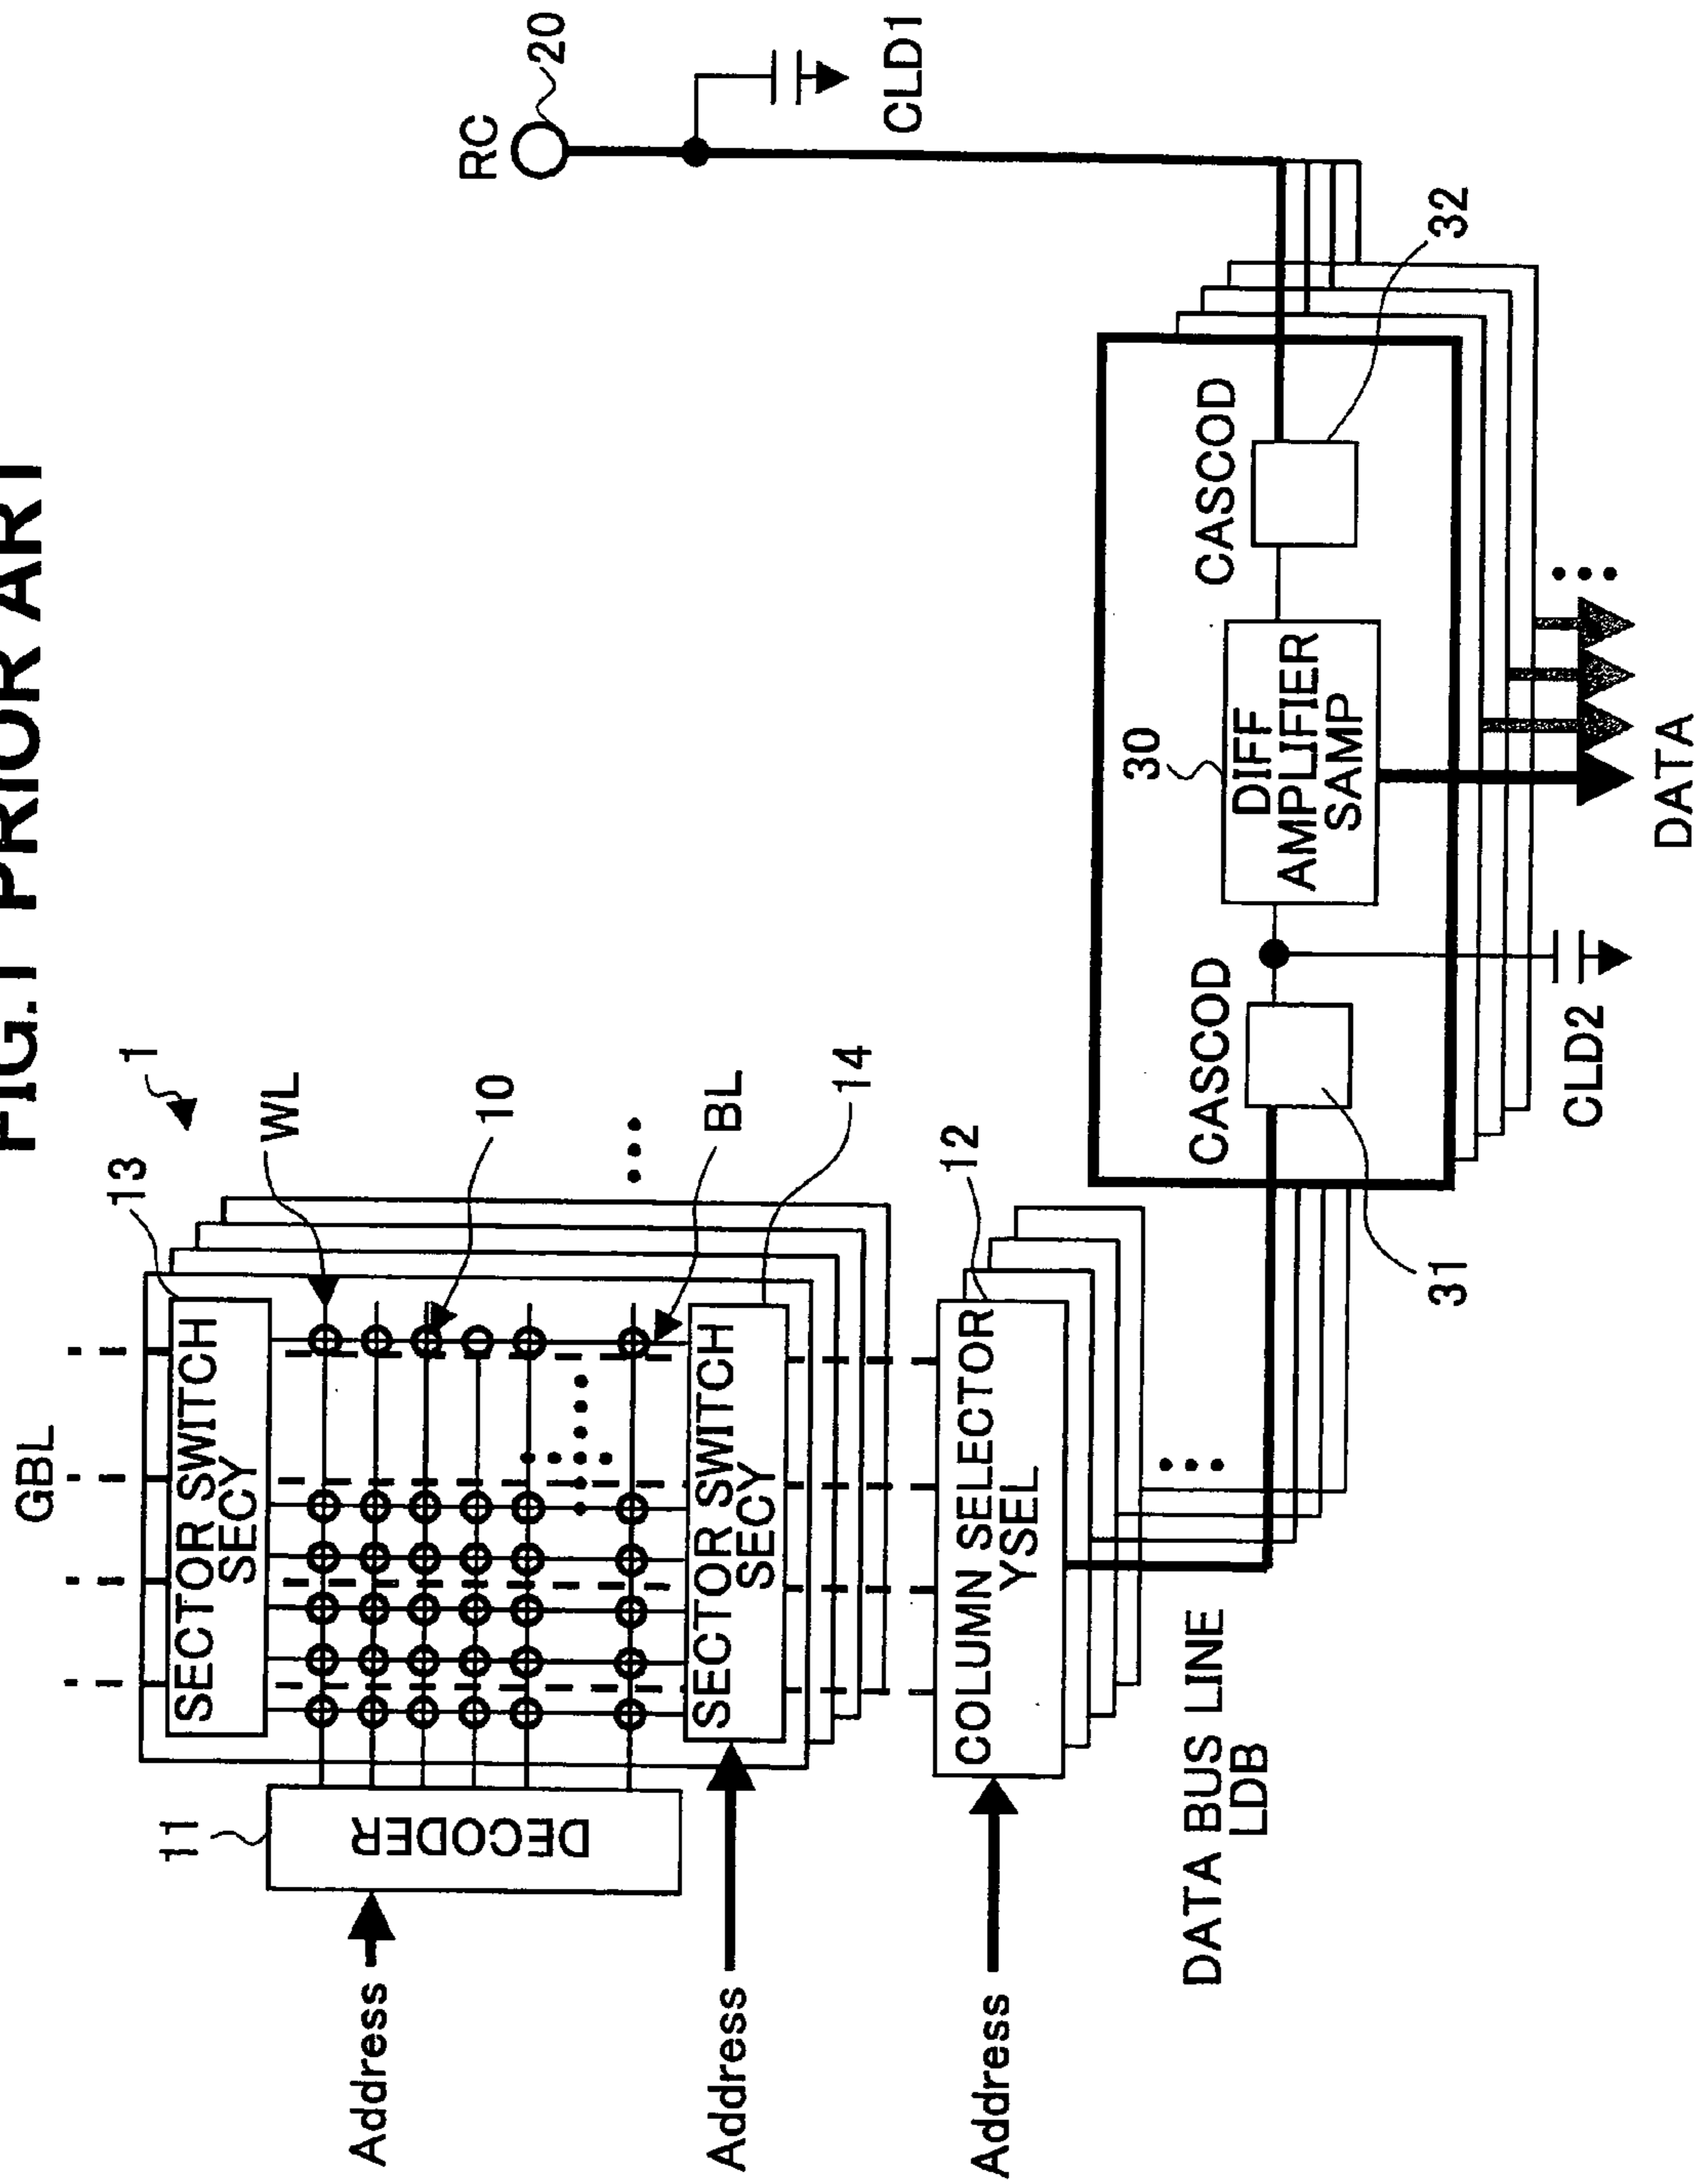 FIG.1 PRIOR ART
GBL
1
13
SECTOR SWITCH
SECY
WL
11
DECODER
10
Address
BL
SECTOR SWITCH
SECY
14
Address
12
COLUMN SELECTOR
YSEL
Address
DATA BUS LINE
LDB
RC
20
CLD1
CASCOD
31
30
DIFF
AMPLIFIER
SAMP
CASCOD
32
CLD2
DATA